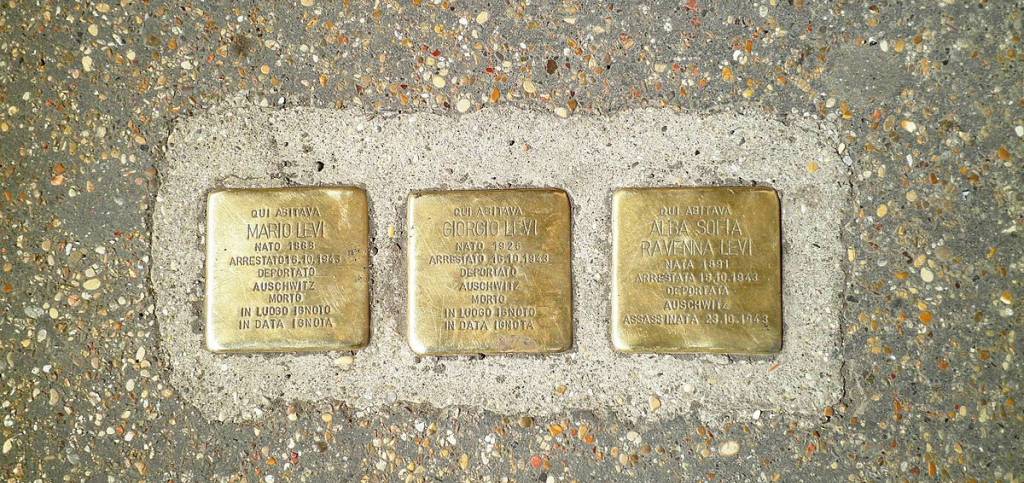 QUI ABITAVA
MARIO LEVI
NATO 1888
ARRESTATO 16.10.1943
DEPORTATO
AUSCHWITZ
MORTO
IN LUOGO IGNOTO
IN DATA IGNOTA
QUI ABITAVA
GIORGIO LEVI
NATO 1926
ARRESTATO 16.10.1943
DEPORTATO
AUSCHWITZ
MORTO
IN LUOGO IGNOTO
IN DATA IGNOTA
QUI ABITAVA
ALBA SOFIA
RAVENNA LEVI
NATA 1891
ARRESTATA 16.10.1943
DEPORTATA
AUSCHWITZ
ASSASSINATA 23.10.1943